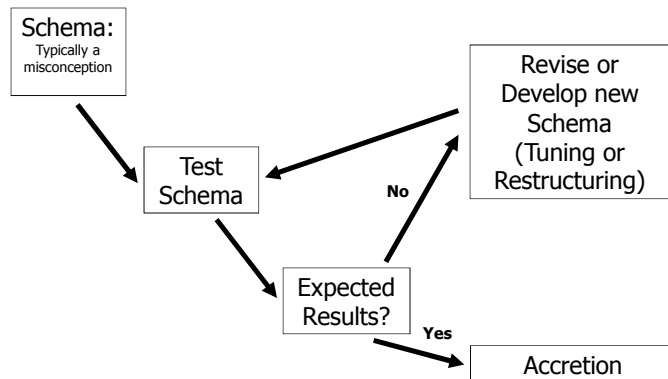 Schema:
Typically a
misconception
Revise or
Develop new
Schema
(Tuning or
Restructuring)
Test
Schema
No
Expected
Results?
Yes
Accretion